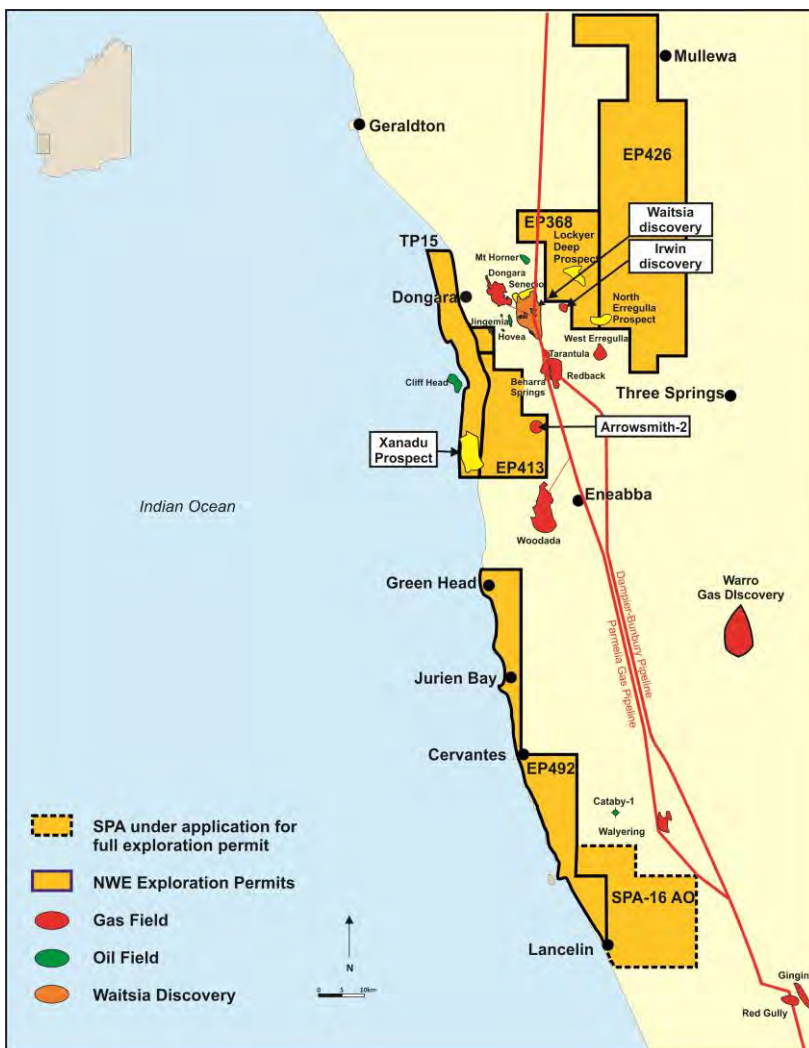 Mullewa
Geraldton
EP426
Waitsia
discovery
EP368
Lockyer
Deep
Prospect
TP15
Irwin
discovery
Mt Horner
Dongara
Senecio
Dongara
North
Erregulla
Prospect
Jingemia
Hovea
West Erregulla
Tarantula
Redback
Cliff Head
Beharra
Springs
Three Springs
Xanadu
Prospect
Arrowsmith-2
EP413
Indian Ocean
Eneabba
Woodada
Green Head
Warro
Gas DIscovery
Dampier-Bunbury Pipeline
Parmelia Gas Pipeline
Jurien Bay
Cervantes
EP492
Cataby-1
Walyering
SPA under application for
full exploration permit
NWE Exploration Permits
SPA-16 AO
Gas Field
Oil Field
N
Lancelin
Waitsia Discovery
0 5 10km
Gingin
Red Gully